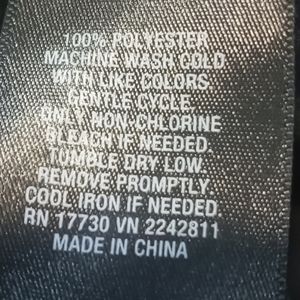 100% POLYESTER
MACHINE WASH COLD
WITH LIKE COLORS.
GENTLE CYCLE.
ONLY NON-CHLORINE
BLEACH IF NEEDED.
TUMBLE DRY LOW.
REMOVE PROMPTLY.
COOL IRON IF NEEDED.
RN 17730 VN 2242811
MADE IN CHINA